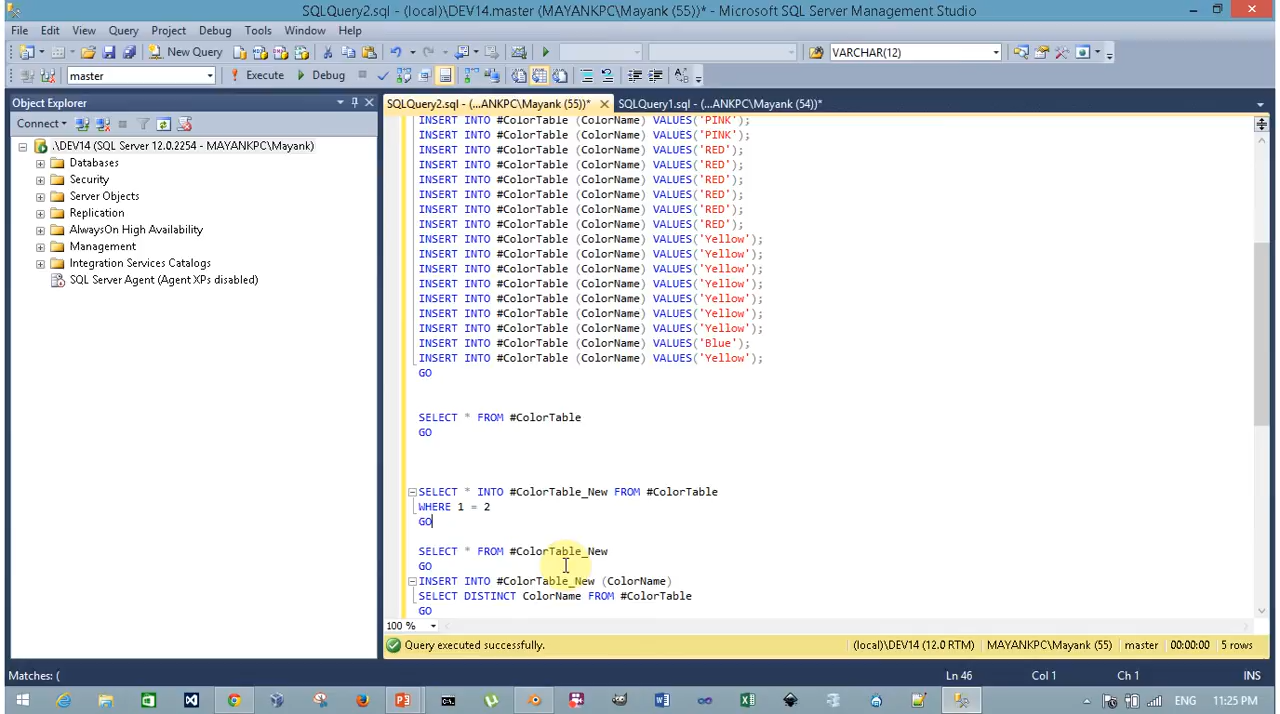 SQLQuery2.sql - (local)\DEV14.master (MAYANKPC\Mayank (55))* - Microsoft SQL Server Management Studio
File Edit View Query Project Debug Tools Window Help
New Query VARCHAR(12)
master Execute Debug
Object Explorer
Connect
.\DEV14 (SQL Server 12.0.2254 - MAYANKPC\Mayank)
Databases
Security
Server Objects
Replication
AlwaysOn High Availability
Management
Integration Services Catalogs
SQL Server Agent (Agent XPs disabled)
SQLQuery2.sql - (...ANKPC\Mayank (55))* SQLQuery1.sql - (...ANKPC\Mayank (54))*
INSERT INTO #ColorTable (ColorName) VALUES('PINK');
INSERT INTO #ColorTable (ColorName) VALUES('PINK');
INSERT INTO #ColorTable (ColorName) VALUES('RED');
INSERT INTO #ColorTable (ColorName) VALUES('RED');
INSERT INTO #ColorTable (ColorName) VALUES('RED');
INSERT INTO #ColorTable (ColorName) VALUES('RED');
INSERT INTO #ColorTable (ColorName) VALUES('RED');
INSERT INTO #ColorTable (ColorName) VALUES('RED');
INSERT INTO #ColorTable (ColorName) VALUES('Yellow');
INSERT INTO #ColorTable (ColorName) VALUES('Yellow');
INSERT INTO #ColorTable (ColorName) VALUES('Yellow');
INSERT INTO #ColorTable (ColorName) VALUES('Yellow');
INSERT INTO #ColorTable (ColorName) VALUES('Yellow');
INSERT INTO #ColorTable (ColorName) VALUES('Yellow');
INSERT INTO #ColorTable (ColorName) VALUES('Yellow');
INSERT INTO #ColorTable (ColorName) VALUES('Blue');
INSERT INTO #ColorTable (ColorName) VALUES('Yellow');
GO
SELECT * FROM #ColorTable
GO
SELECT * INTO #ColorTable_New FROM #ColorTable
WHERE 1 = 2
GO
SELECT * FROM #ColorTable_New
GO
INSERT INTO #ColorTable_New (ColorName)
SELECT DISTINCT ColorName FROM #ColorTable
GO
100 %
Query executed successfully. (local)\DEV14 (12.0 RTM) MAYANKPC\Mayank (55) master 00:00:00 5 rows
Matches: ( Ln 46 Col 1 Ch 1 INS
ENG 11:25 PM